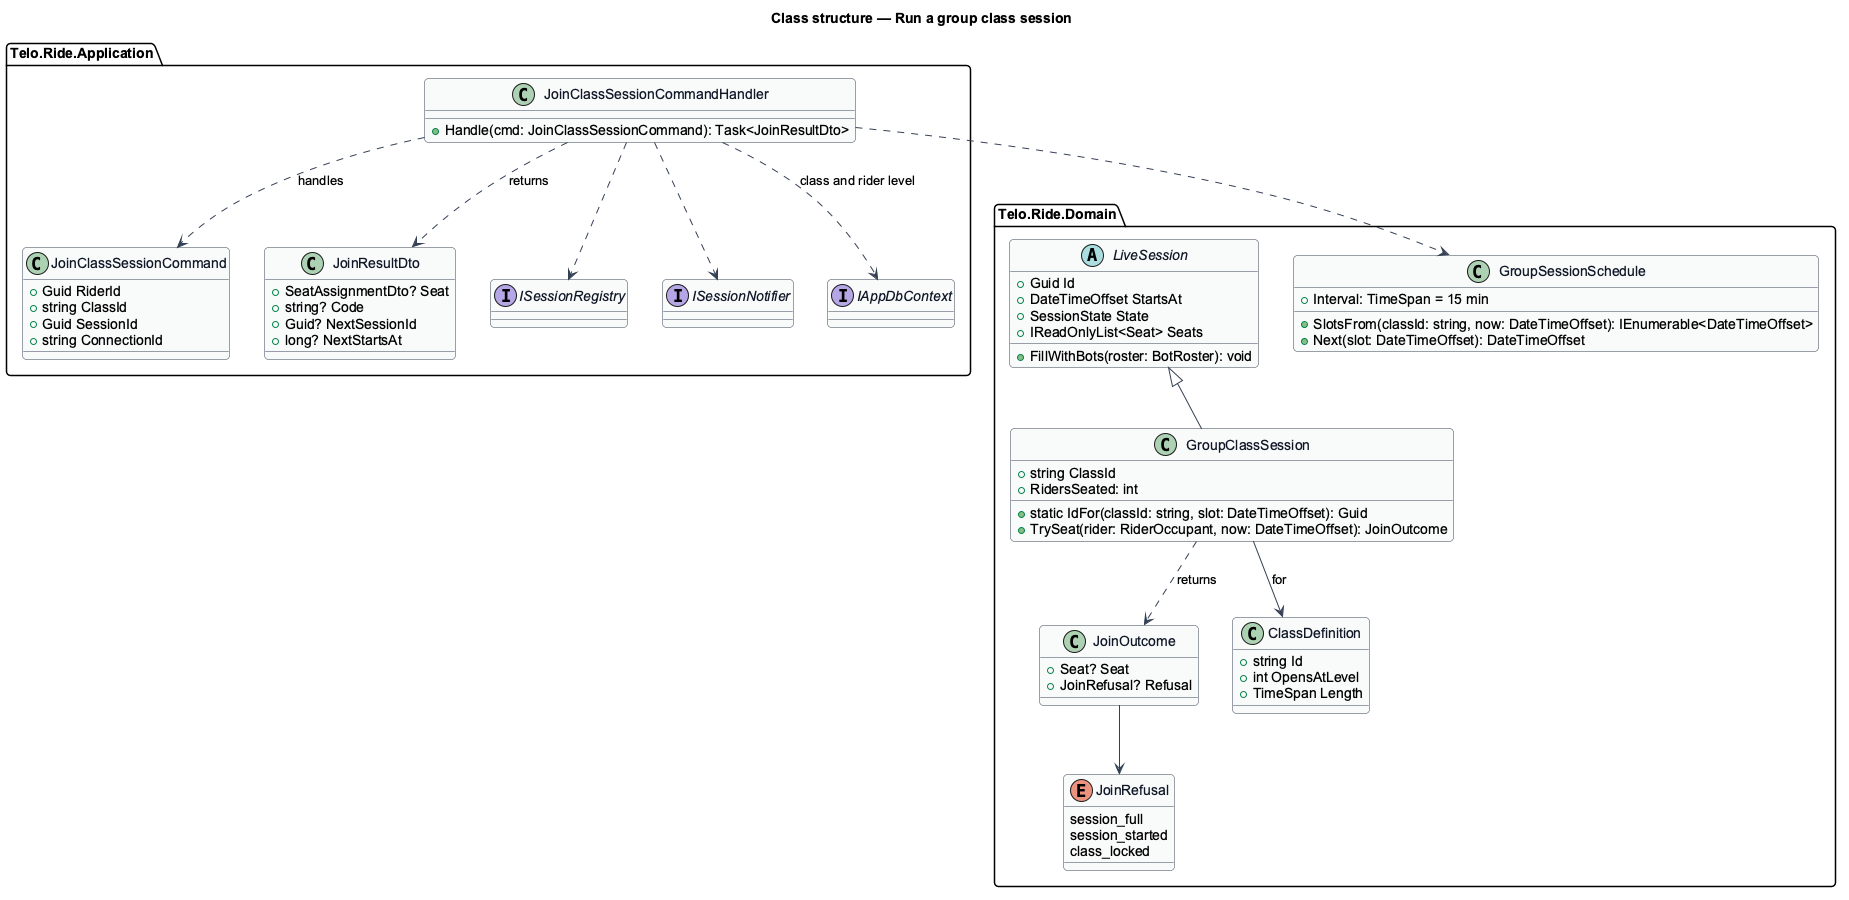 Class structure — Run a group class session
Telo.Ride.Application
C JoinClassSessionCommandHandler
Handle(cmd: JoinClassSessionCommand): Task<JoinResultDto>
handles
returns
class and rider level
C JoinClassSessionCommand
Guid RiderId
string ClassId
Guid SessionId
string ConnectionId
C JoinResultDto
SeatAssignmentDto? Seat
string? Code
Guid? NextSessionId
long? NextStartsAt
I ISessionRegistry
I ISessionNotifier
I IAppDbContext
Telo.Ride.Domain
A LiveSession
Guid Id
DateTimeOffset StartsAt
SessionState State
IReadOnlyList<Seat> Seats
FillWithBots(roster: BotRoster): void
C GroupSessionSchedule
Interval: TimeSpan = 15 min
SlotsFrom(classId: string, now: DateTimeOffset): IEnumerable<DateTimeOffset>
Next(slot: DateTimeOffset): DateTimeOffset
C GroupClassSession
string ClassId
RidersSeated: int
static IdFor(classId: string, slot: DateTimeOffset): Guid
TrySeat(rider: RiderOccupant, now: DateTimeOffset): JoinOutcome
returns
for
C JoinOutcome
Seat? Seat
JoinRefusal? Refusal
C ClassDefinition
string Id
int OpensAtLevel
TimeSpan Length
E JoinRefusal
session_full
session_started
class_locked